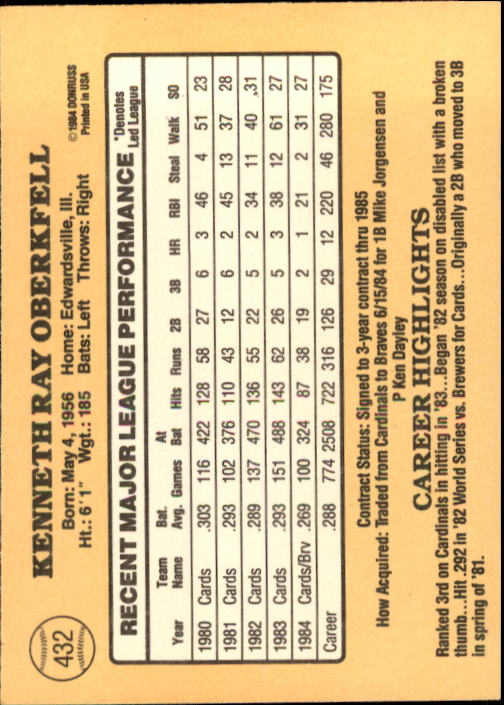 432
KENNETH RAY OBERKFELL
Born: May 4, 1956 Home: Edwardsville, Ill.
Ht.: 6'1" Wgt.: 185 Bats: Left Throws: Right
©1984 DONRUSS
Printed in USA
RECENT MAJOR LEAGUE PERFORMANCE *Denotes Led League
Year Team Name Bat. Avg. Games At Bat Hits Runs 2B 3B HR RBI Steal Walk SO
1980 Cards .303 116 422 128 58 27 6 3 46 4 51 23
1981 Cards .293 102 376 110 43 12 6 2 45 13 37 28
1982 Cards .289 137 470 136 55 22 5 2 34 11 40 31
1983 Cards .293 151 488 143 62 26 5 3 38 12 61 27
1984 Cards/Brv .269 100 324 87 38 19 2 1 21 2 31 27
Career .288 774 2508 722 316 126 29 12 220 46 280 175
Contract Status: Signed to 3-year contract thru 1985
How Acquired: Traded from Cardinals to Braves 6/15/84 for 1B Mike Jorgensen and
P Ken Dayley
CAREER HIGHLIGHTS
Ranked 3rd on Cardinals in hitting in '83...Began '82 season on disabled list with a broken
thumb...Hit .292 in '82 World Series vs. Brewers for Cards...Originally a 2B who moved to 3B
in spring of '81.